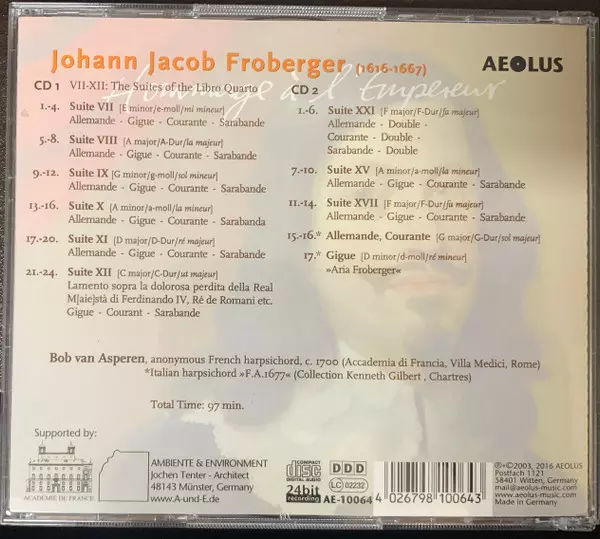 Johann Jacob Froberger (1616-1667)
AEOLUS
Hommage à l'Empereur
CD 1 VII-XII: The Suites of the Libro Quarto
1.-4 Suite VII [E minor/e-moll/mi mineur]
Allemande - Gigue - Courante - Sarabande
5.-8 Suite VIII [A major/A-Dur/la majeur]
Allemande - Gigue - Courante - Sarabande
9.-12 Suite IX [G minor/g-moll/sol mineur]
Allemande - Gigue - Courante - Sarabande
13.-16. Suite X [A minor/a-moll/la mineur]
Allemande - Gigue - Courante - Sarabanda
17.-20. Suite XI [D major/D-Dur/ré majeur]
Allemande - Gigue - Courante - Sarabande
21.-24. Suite XII [C major/C-Dur/ut majeur]
Lamento sopra la dolorosa perdita della Real
M[aie]stà di Ferdinando IV, Ré de Romani etc.
Gigue - Courant - Sarabande
CD 2
1.-6. Suite XXI [F major/F-Dur/fa majeur]
Allemande - Double -
Courante - Double -
Sarabande - Double
7.-10. Suite XV [A minor/a-moll/la mineur]
Allemande - Gigue - Courante - Sarabande
11.-14. Suite XVII [F major/F-Dur/fa majeur]
Allemande - Gigue - Courante - Sarabande
15.-16.* Allemande, Courante [G major/G-Dur/sol majeur]
17.* Gigue [D minor/d-moll/ré mineur]
»Aria Froberger«
Bob van Asperen, anonymous French harpsichord, c. 1700 (Accademia di Francia, Villa Medici, Rome)
*Italian harpsichord »F.A.1677« (Collection Kenneth Gilbert , Chartres)
Total Time: 97 min.
Supported by:
ACADEMIE DE FRANCE
AMBIENTE & ENVIRONMENT
Jochen Tenter - Architect
48143 Münster, Germany
www.A-und-E.de
COMPACT
disc
DIGITAL AUDIO
DDD
LC 02232
24bit
recording
AE-10064
4 026798 100643
℗+©2003, 2016 AEOLUS
Postfach 1121
58401 Witten, Germany
mail@aeolus-music.com
www.aeolus-music.com
Made in Germany